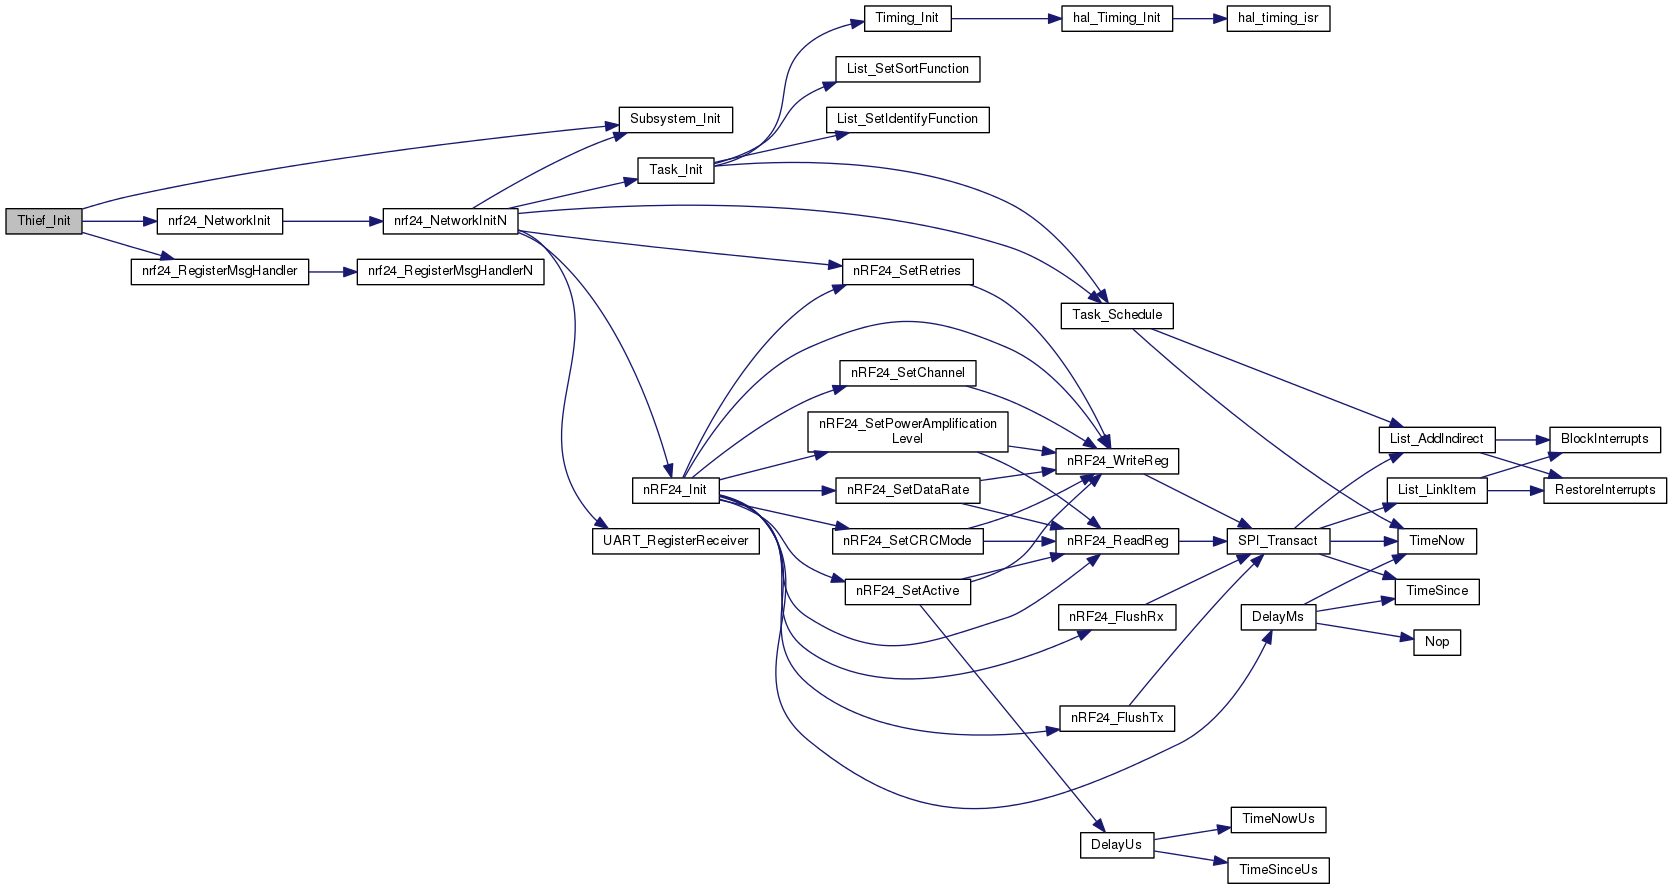 Timing_Init
hal_Timing_Init
hal_timing_isr
List_SetSortFunction
Subsystem_Init
List_SetIdentifyFunction
Task_Init
Thief_Init
nrf24_NetworkInit
nrf24_NetworkInitN
nrf24_RegisterMsgHandler
nrf24_RegisterMsgHandlerN
nRF24_SetRetries
Task_Schedule
nRF24_SetChannel
nRF24_SetPowerAmplification
Level
List_AddIndirect
BlockInterrupts
nRF24_WriteReg
nRF24_Init
nRF24_SetDataRate
List_LinkItem
RestoreInterrupts
UART_RegisterReceiver
nRF24_SetCRCMode
nRF24_ReadReg
SPI_Transact
TimeNow
nRF24_SetActive
TimeSince
nRF24_FlushRx
DelayMs
Nop
nRF24_FlushTx
TimeNowUs
DelayUs
TimeSinceUs